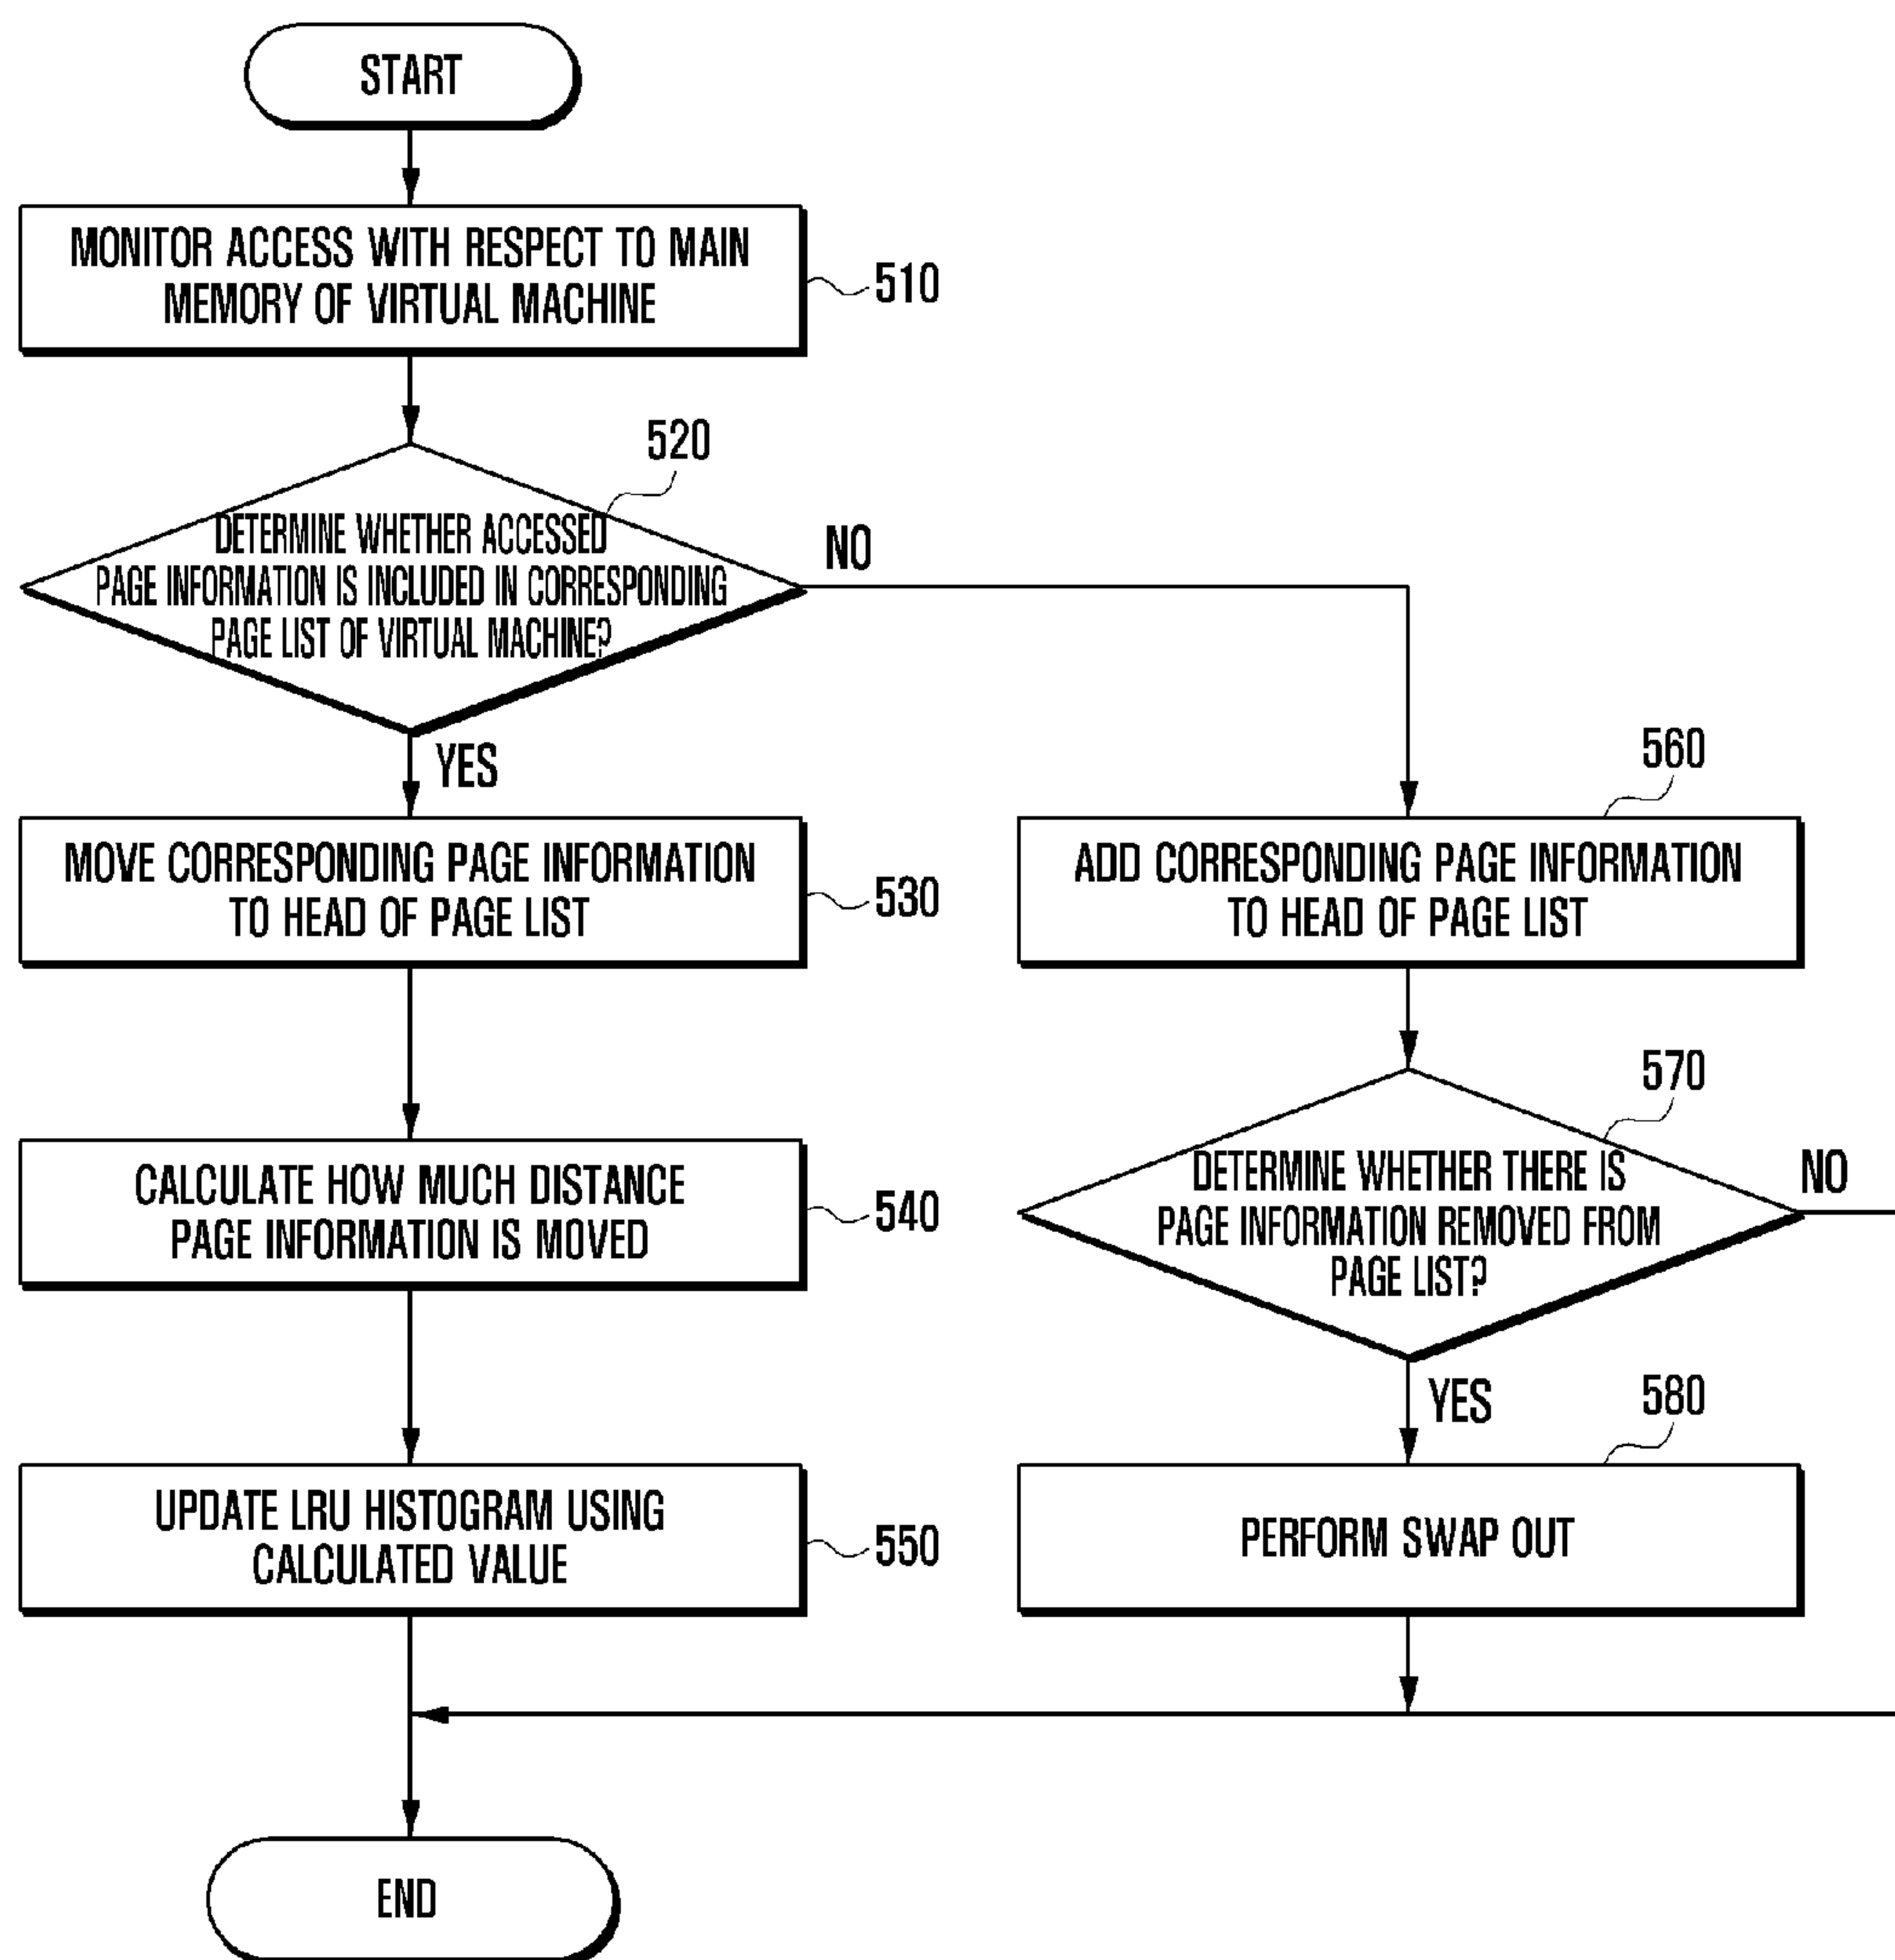 START
MONITOR ACCESS WITH RESPECT TO MAIN
MEMORY OF VIRTUAL MACHINE
510
520
DETERMINE WHETHER ACCESSED
PAGE INFORMATION IS INCLUDED IN CORRESPONDING
PAGE LIST OF VIRTUAL MACHINE?
NO
YES
MOVE CORRESPONDING PAGE INFORMATION
TO HEAD OF PAGE LIST
530
CALCULATE HOW MUCH DISTANCE
PAGE INFORMATION IS MOVED
540
UPDATE LRU HISTOGRAM USING
CALCULATED VALUE
550
560
ADD CORRESPONDING PAGE INFORMATION
TO HEAD OF PAGE LIST
570
DETERMINE WHETHER THERE IS
PAGE INFORMATION REMOVED FROM
PAGE LIST?
NO
YES
580
PERFORM SWAP OUT
END